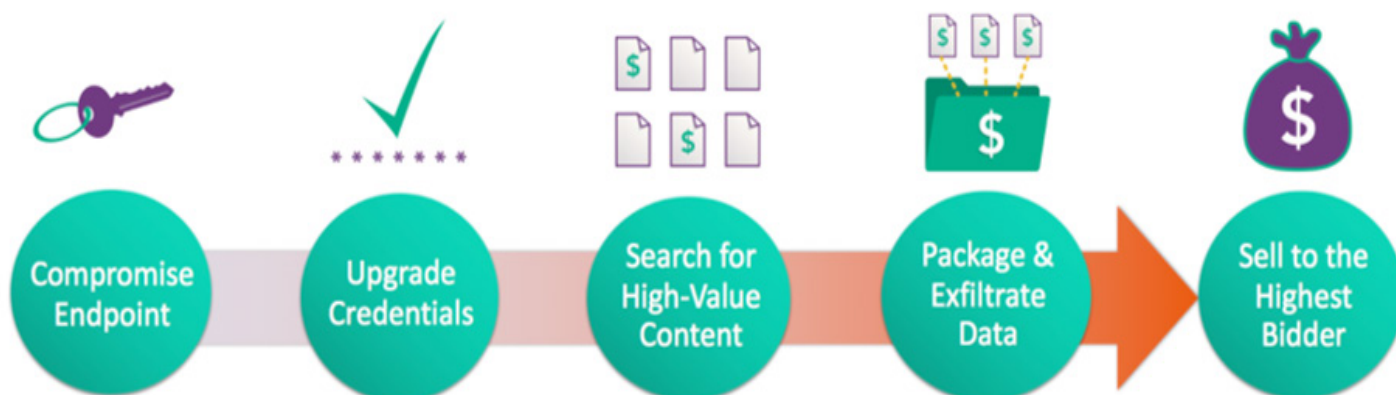 $
$
$ $ $
$
$
*******
Compromise
Endpoint
Upgrade
Credentials
Search for
High-Value
Content
Package &
Exfiltrate
Data
Sell to the
Highest
Bidder